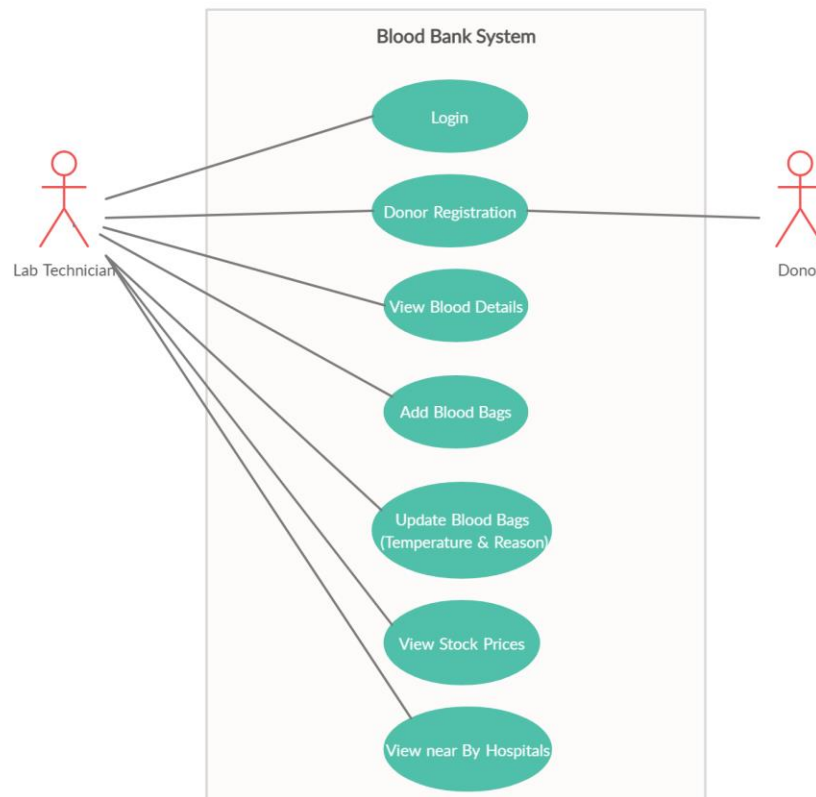 Blood Bank System
Login
Donor Registration
Lab Technician
Dono
View Blood Details
Add Blood Bags
Update Blood Bags
(Temperature & Reason)
View Stock Prices
View near By Hospitals